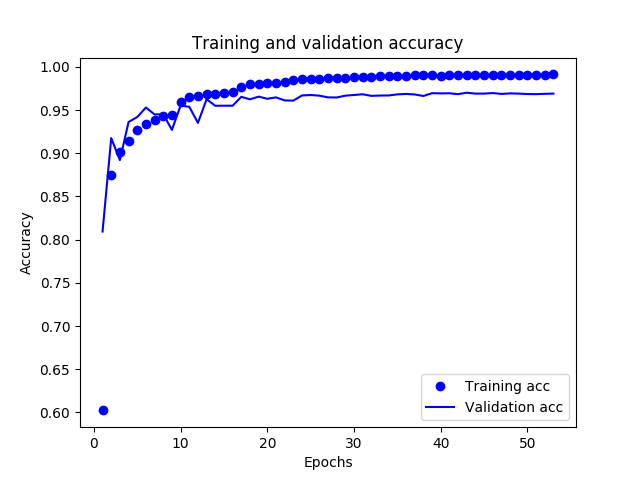 Training and validation accuracy
1.00
0.95
0.90
0.85
0.80
0.75
0.70
0.65
0.60
Accuracy
Training acc
Validation acc
0 10 20 30 40 50
Epochs